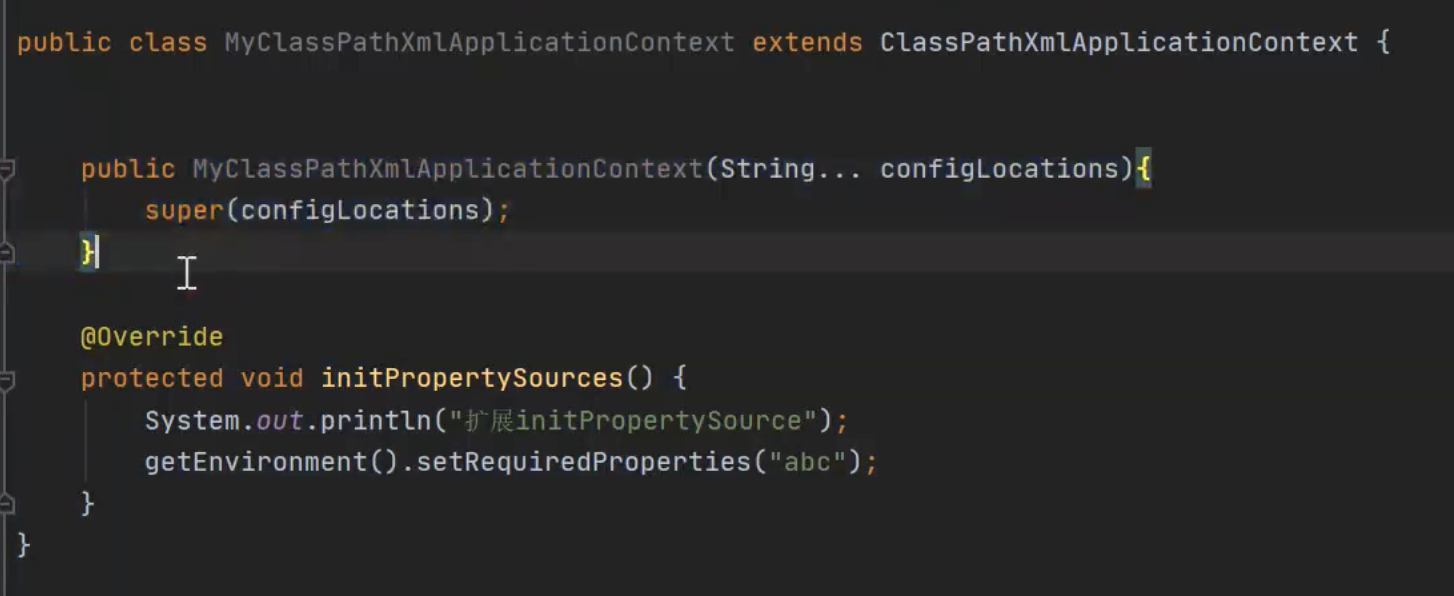 public class MyClassPathXmlApplicationContext extends ClassPathXmlApplicationContext {
public MyClassPathXmlApplicationContext(String... configLocations){
super(configLocations);
}
@Override
protected void initPropertySources() {
System.out.println("扩展initPropertySource");
getEnvironment().setRequiredProperties("abc");
}
}